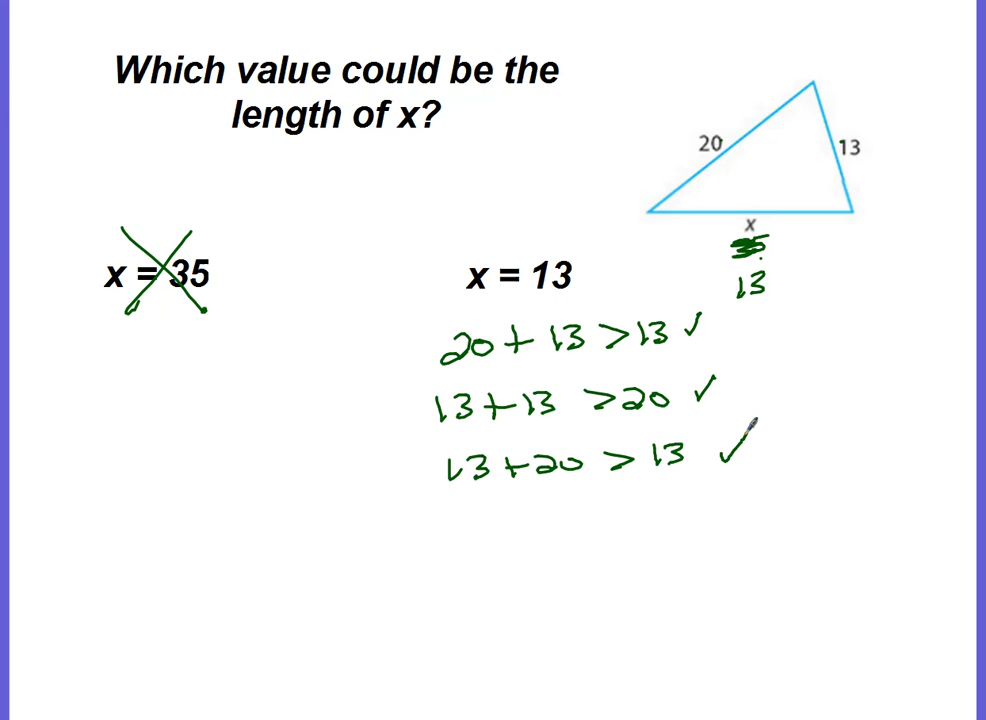 Which value could be the
length of x?
20
13
x
13
x = 35
x = 13
20 + 13 > 13 ✓
13 + 13 > 20 ✓
13 + 20 > 13 ✓